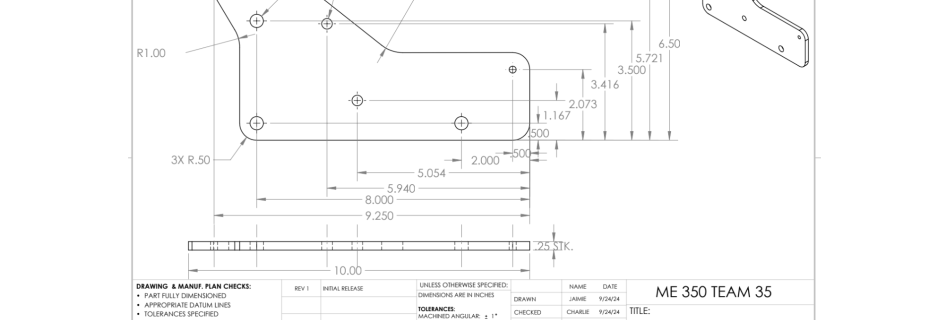 R1.00
6.50
5.721
3.500
3.416
2.073
1.167
.500
.500
2.000
3X R.50
5.054
5.940
8.000
9.250
.25 STK.
10.00
DRAWING & MANUF. PLAN CHECKS:
• PART FULLY DIMENSIONED
• APPROPRIATE DATUM LINES
• TOLERANCES SPECIFIED
REV 1 INITIAL RELEASE
UNLESS OTHERWISE SPECIFIED:
DIMENSIONS ARE IN INCHES
TOLERANCES:
MACHINED ANGULAR: ± 1°
NAME DATE
DRAWN JAIMIE 9/24/24
CHECKED CHARLIE 9/24/24
ME 350 TEAM 35
TITLE: